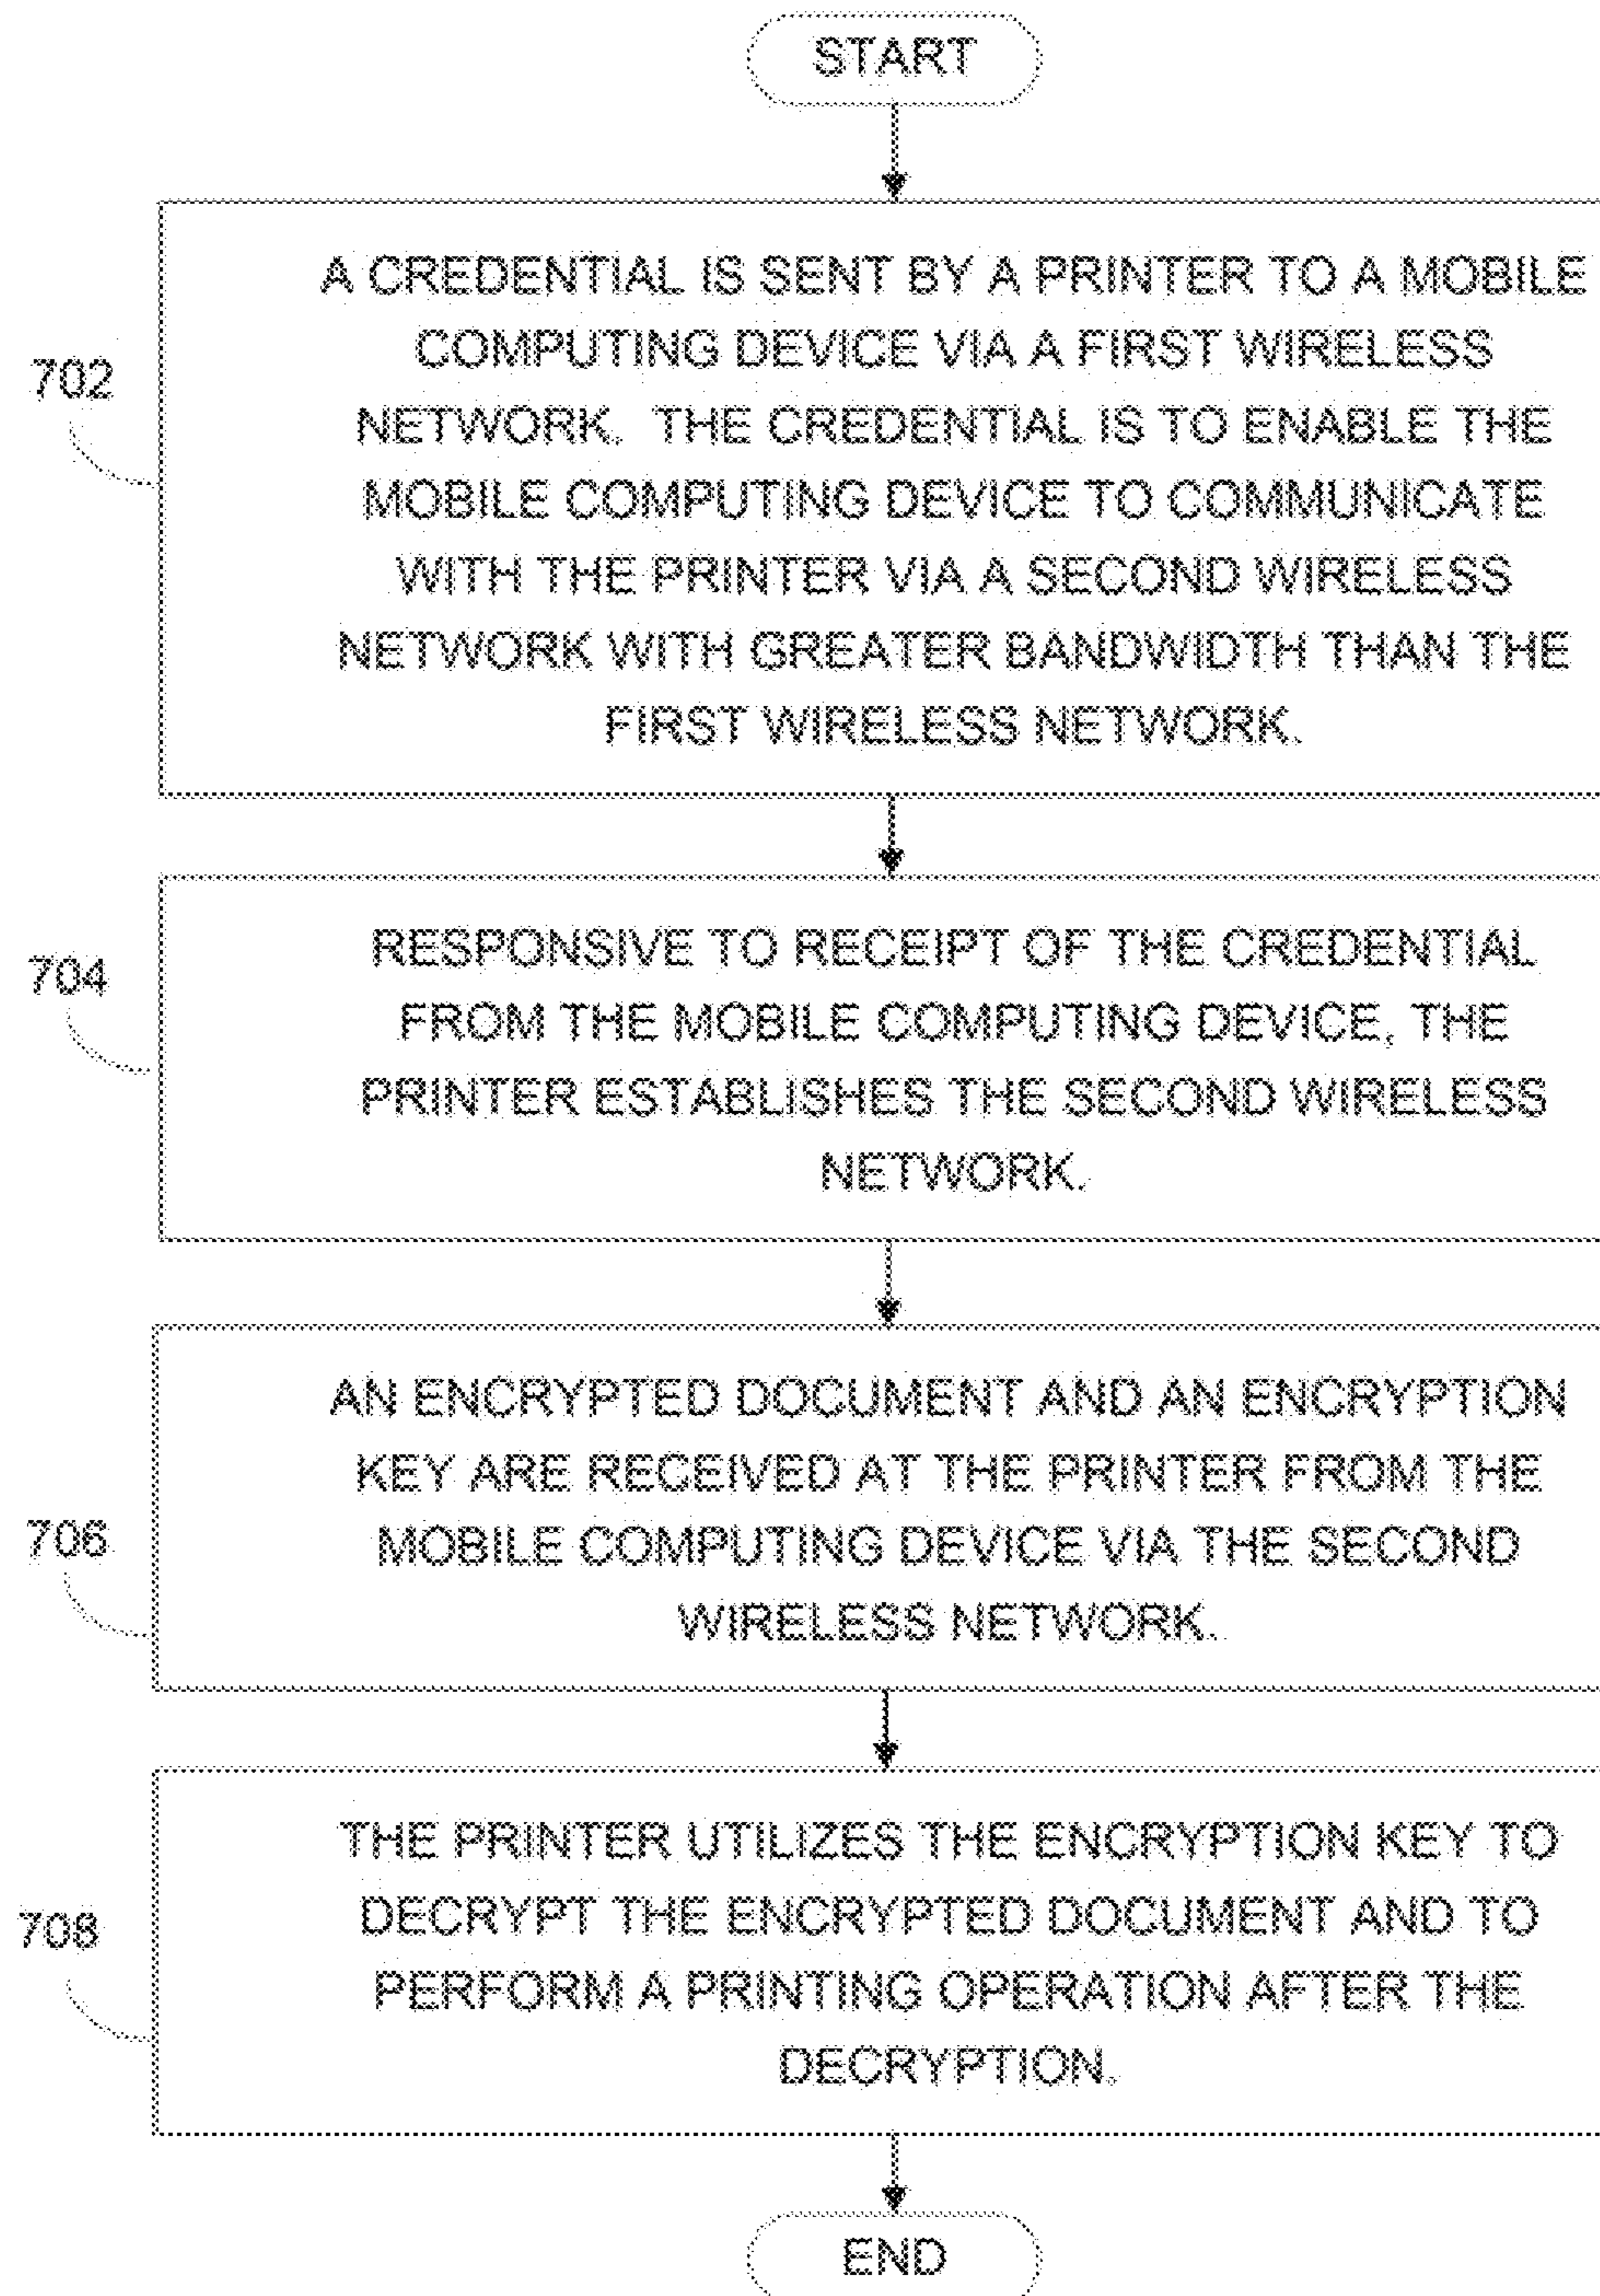 START
A CREDENTIAL IS SENT BY A PRINTER TO A MOBILE
COMPUTING DEVICE VIA A FIRST WIRELESS
702
NETWORK. THE CREDENTIAL IS TO ENABLE THE
MOBILE COMPUTING DEVICE TO COMMUNICATE
WITH THE PRINTER VIA A SECOND WIRELESS
NETWORK WITH GREATER BANDWIDTH THAN THE
FIRST WIRELESS NETWORK.
RESPONSIVE TO RECEIPT OF THE CREDENTIAL
704
FROM THE MOBILE COMPUTING DEVICE, THE
PRINTER ESTABLISHES THE SECOND WIRELESS
NETWORK.
AN ENCRYPTED DOCUMENT AND AN ENCRYPTION
KEY ARE RECEIVED AT THE PRINTER FROM THE
706
MOBILE COMPUTING DEVICE VIA THE SECOND
WIRELESS NETWORK.
THE PRINTER UTILIZES THE ENCRYPTION KEY TO
DECRYPT THE ENCRYPTED DOCUMENT AND TO
708
PERFORM A PRINTING OPERATION AFTER THE
DECRYPTION.
END